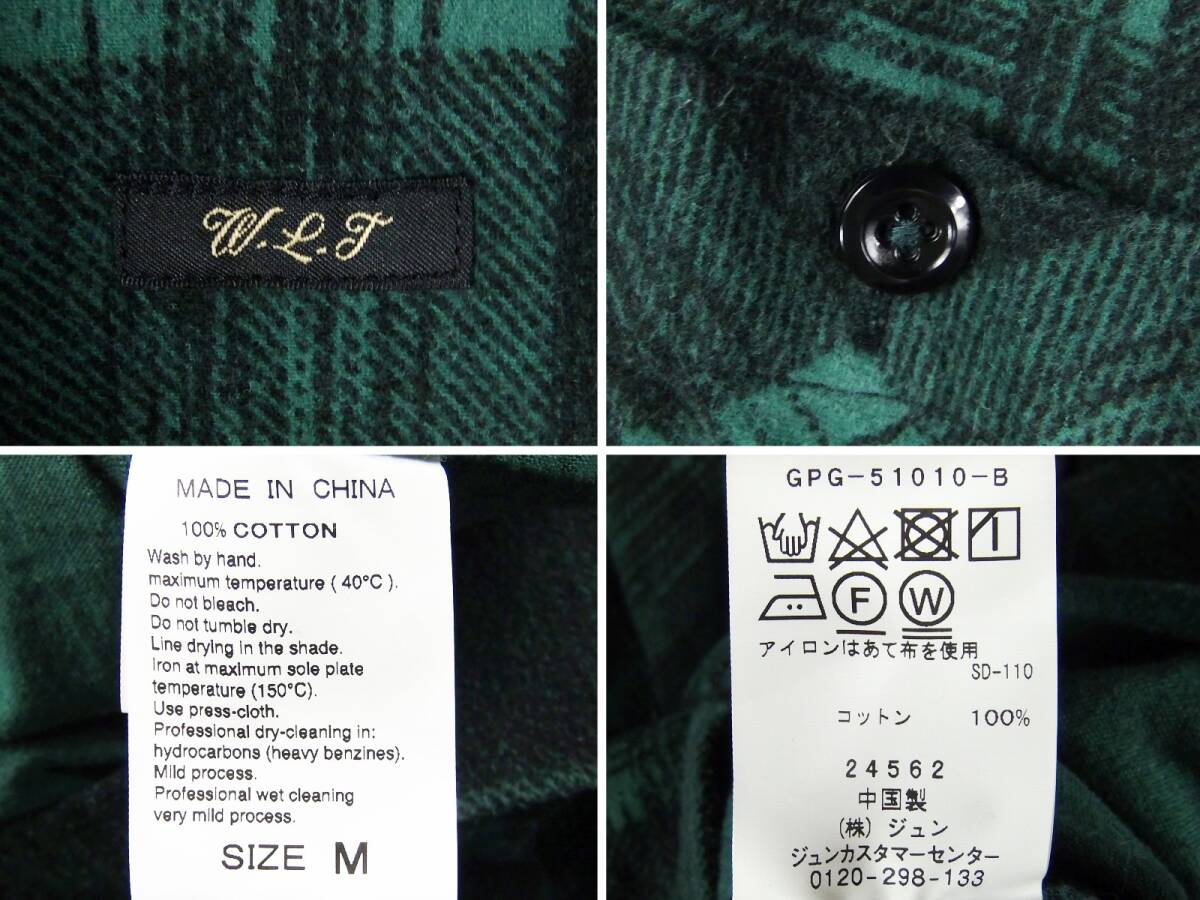 W.L.T
MADE IN CHINA
100% COTTON
Wash by hand.
maximum temperature ( 40°C ).
Do not bleach.
Do not tumble dry.
Line drying in the shade.
Iron at maximum sole plate
temperature (150°C).
Use press-cloth.
Professional dry-cleaning in:
hydrocarbons (heavy benzines).
Mild process.
Professional wet cleaning
very mild process.
SIZE M
GPG-51010-B
F W
アイロンはあて布を使用
SD-110
コットン 100%
24562
中国製
(株) ジュン
ジュンカスタマーセンター
0120-298-133